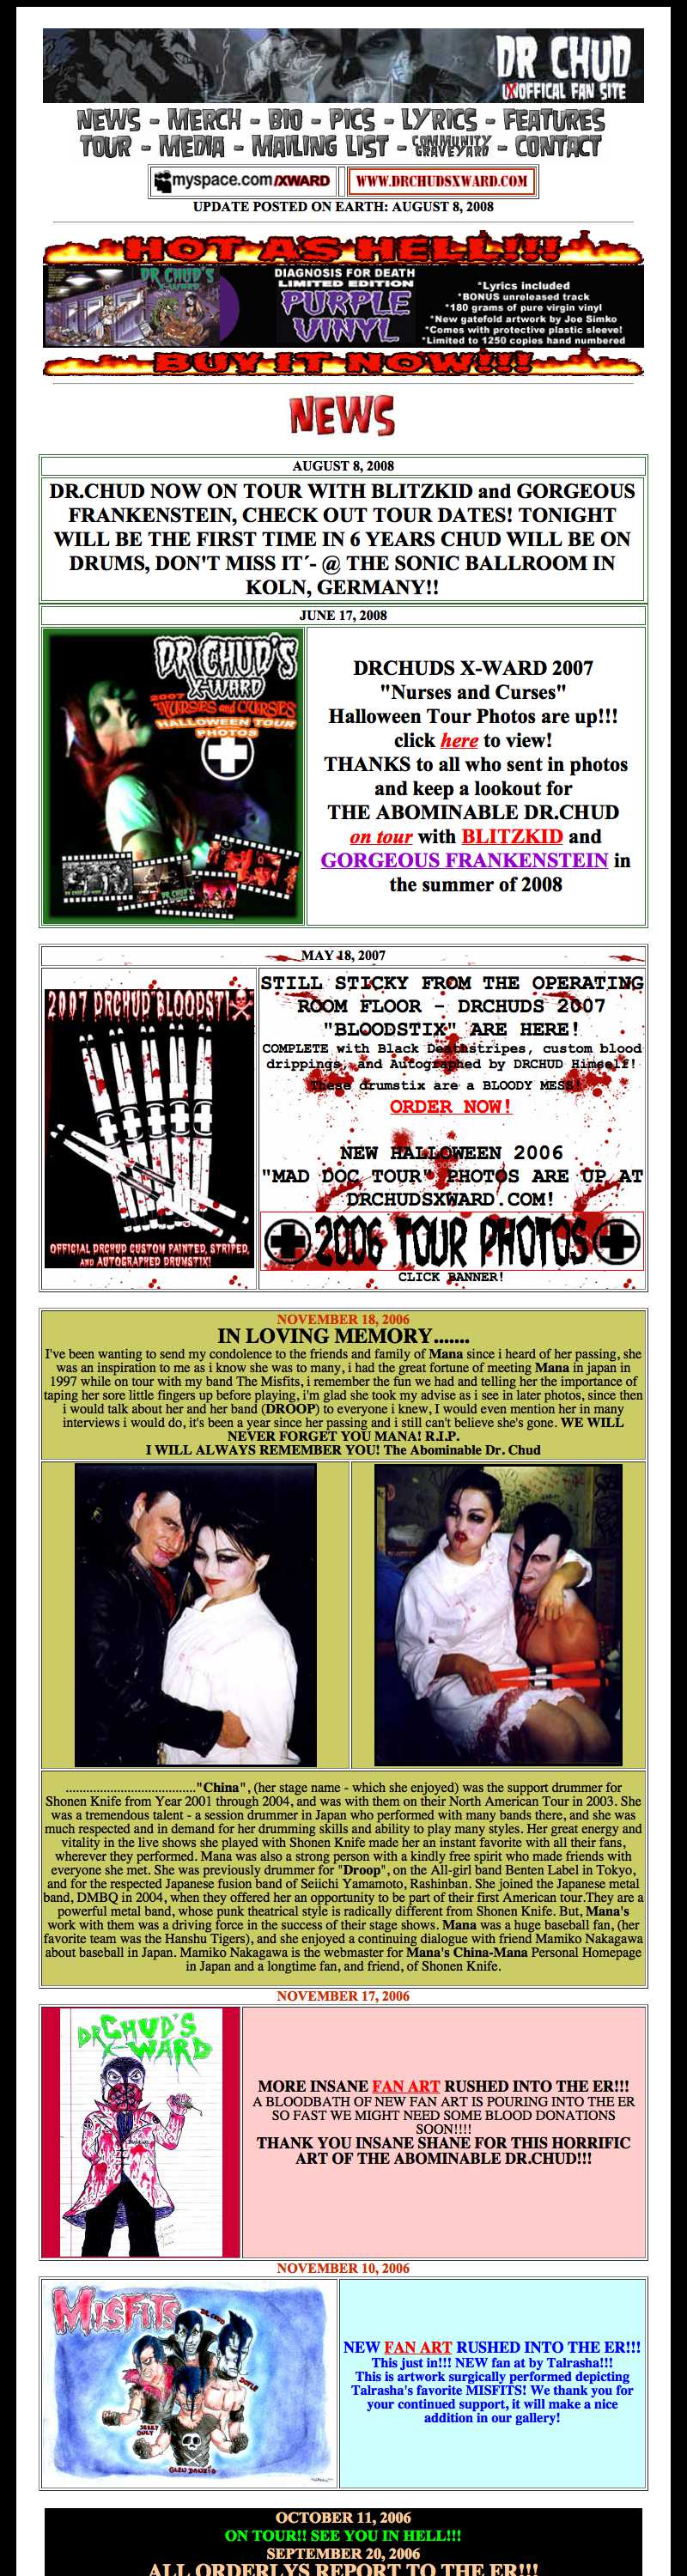 DR CHUD
UXOFFICAL FAN SITE
NEWS - MERCH - BIO - PICS - LYRICS - FEATURES
TOUR - MEDIA - MAILING LIST - COMMUNITY GRAVEYARD - CONTACT
myspace.com/XWARD
WWW.DRCHUDSXWARD.COM
UPDATE POSTED ON EARTH: AUGUST 8, 2008
HOT AS HELL!!!
DR CHUD'S
X-WARD
DIAGNOSIS FOR DEATH
LIMITED EDITION
PURPLE
VINYL
*Lyrics included
*BONUS unreleased track
*180 grams of pure virgin vinyl
*New gatefold artwork by Joe Simko
*Comes with protective plastic sleeve!
*Limited to 1250 copies hand numbered
BUY IT NOW!!!
NEWS
AUGUST 8, 2008
DR.CHUD NOW ON TOUR WITH BLITZKID and GORGEOUS
FRANKENSTEIN, CHECK OUT TOUR DATES! TONIGHT
WILL BE THE FIRST TIME IN 6 YEARS CHUD WILL BE ON
DRUMS, DON'T MISS IT´- @ THE SONIC BALLROOM IN
KOLN, GERMANY!!
JUNE 17, 2008
DR CHUD'S
X-WARD
2007
"NURSES and CURSES"
HALLOWEEN TOUR
PHOTOS
DRCHUDS X-WARD 2007
"Nurses and Curses"
Halloween Tour Photos are up!!!
click here to view!
THANKS to all who sent in photos
and keep a lookout for
THE ABOMINABLE DR.CHUD
on tour with BLITZKID and
GORGEOUS FRANKENSTEIN in
the summer of 2008
MAY 18, 2007
2007 DRCHUD BLOODSTIX
OFFICIAL DRCHUD CUSTOM PAINTED, STRIPED,
AND AUTOGRAPHED DRUMSTIX!
STILL STICKY FROM THE OPERATING
ROOM FLOOR - DRCHUDS 2007
"BLOODSTIX" ARE HERE!
COMPLETE with Black Deathstripes, custom blood
drippings, and Autographed by DRCHUD Himself!
These drumstix are a BLOODY MESS!
ORDER NOW!
NEW HALLOWEEN 2006
"MAD DOC TOUR" PHOTOS ARE UP AT
DRCHUDSXWARD.COM!
2006 TOUR PHOTOS
CLICK BANNER!
NOVEMBER 18, 2006
IN LOVING MEMORY.......
I've been wanting to send my condolence to the friends and family of Mana since i heard of her passing, she
was an inspiration to me as i know she was to many, i had the great fortune of meeting Mana in japan in
1997 while on tour with my band The Misfits, i remember the fun we had and telling her the importance of
taping her sore little fingers up before playing, i'm glad she took my advise as i see in later photos, since then
i would talk about her and her band (DROOP) to everyone i knew, I would even mention her in many
interviews i would do, it's been a year since her passing and i still can't believe she's gone. WE WILL
NEVER FORGET YOU MANA! R.I.P.
I WILL ALWAYS REMEMBER YOU! The Abominable Dr. Chud
......................................"China", (her stage name - which she enjoyed) was the support drummer for
Shonen Knife from Year 2001 through 2004, and was with them on their North American Tour in 2003. She
was a tremendous talent - a session drummer in Japan who performed with many bands there, and she was
much respected and in demand for her drumming skills and ability to play many styles. Her great energy and
vitality in the live shows she played with Shonen Knife made her an instant favorite with all their fans,
wherever they performed. Mana was also a strong person with a kindly free spirit who made friends with
everyone she met. She was previously drummer for "Droop", on the All-girl band Benten Label in Tokyo,
and for the respected Japanese fusion band of Seiichi Yamamoto, Rashinban. She joined the Japanese metal
band, DMBQ in 2004, when they offered her an opportunity to be part of their first American tour.They are a
powerful metal band, whose punk theatrical style is radically different from Shonen Knife. But, Mana's
work with them was a driving force in the success of their stage shows. Mana was a huge baseball fan, (her
favorite team was the Hanshu Tigers), and she enjoyed a continuing dialogue with friend Mamiko Nakagawa
about baseball in Japan. Mamiko Nakagawa is the webmaster for Mana's China-Mana Personal Homepage
in Japan and a longtime fan, and friend, of Shonen Knife.
NOVEMBER 17, 2006
DR CHUD'S
X-WARD
MORE INSANE FAN ART RUSHED INTO THE ER!!!
A BLOODBATH OF NEW FAN ART IS POURING INTO THE ER
SO FAST WE MIGHT NEED SOME BLOOD DONATIONS
SOON!!!!
THANK YOU INSANE SHANE FOR THIS HORRIFIC
ART OF THE ABOMINABLE DR.CHUD!!!
NOVEMBER 10, 2006
MISFITS
DR. CHUD
DOYLE
JERRY
ONLY
GLEN DANZIG
NEW FAN ART RUSHED INTO THE ER!!!
This just in!!! NEW fan at by Talrasha!!!
This is artwork surgically performed depicting
Talrasha's favorite MISFITS! We thank you for
your continued support, it will make a nice
addition in our gallery!
OCTOBER 11, 2006
ON TOUR!! SEE YOU IN HELL!!!
SEPTEMBER 20, 2006
ALL ORDERLYS REPORT TO THE ER!!!